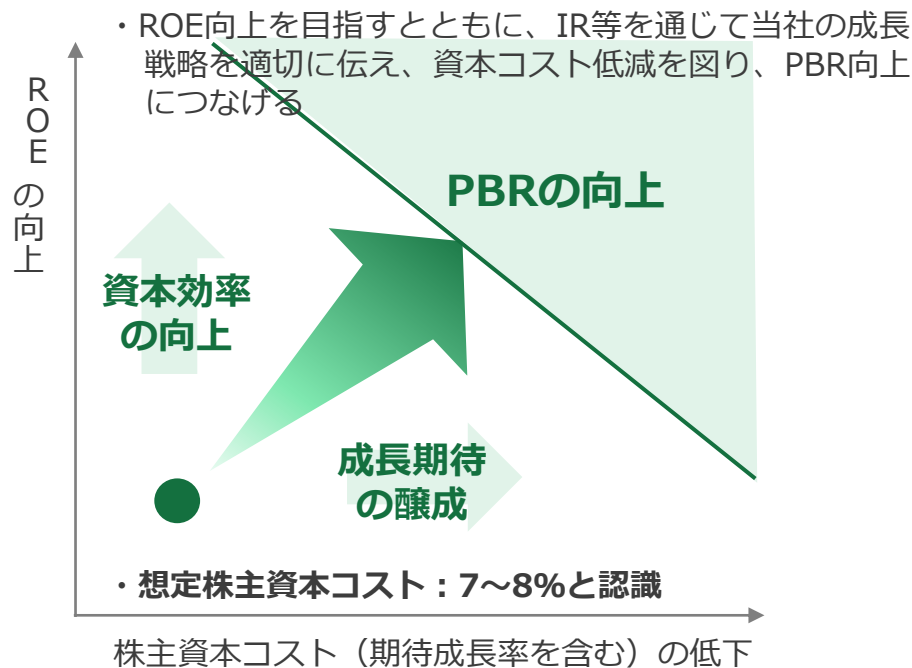 ・ROE向上を目指すとともに、IR等を通じて当社の成長
戦略を適切に伝え、資本コスト低減を図り、PBR向上
につなげる
ROEの向上
PBRの向上
資本効率
の向上
成長期待
の醸成
・想定株主資本コスト：7～8%と認識
株主資本コスト（期待成長率を含む）の低下